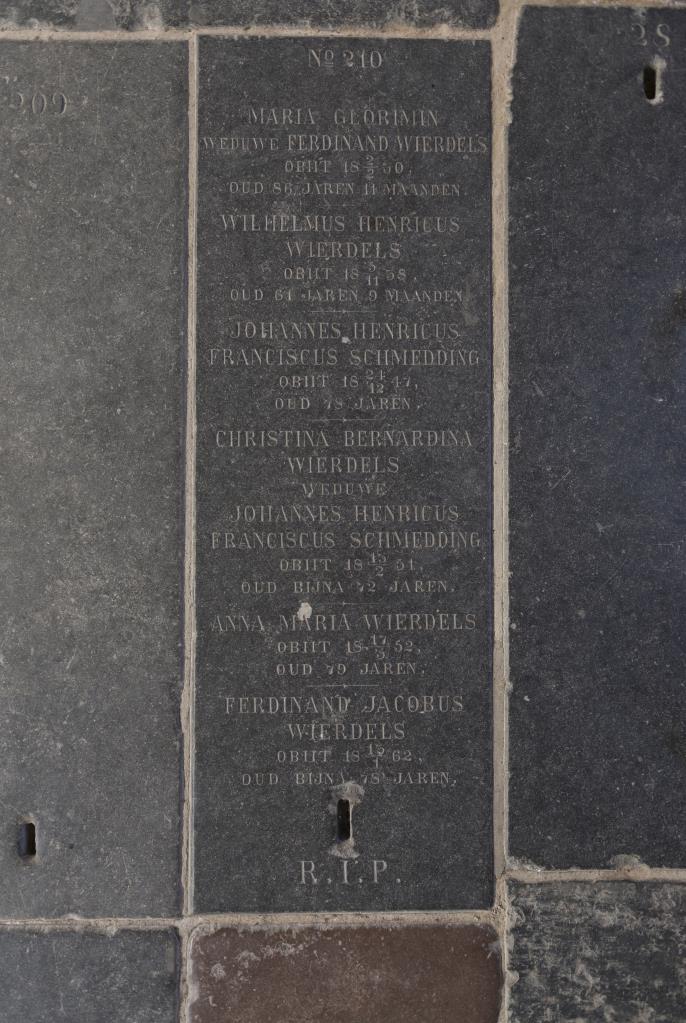 209
28
Nº 210
MARIA GLORIMIN
WEDUWE FERDINAND WIERDELS
OBIIT 18 2/3 50,
OUD 86 JAREN 11 MAANDEN.
WILHELMUS HENRICUS
WIERDELS
OBIIT 18 3/11 58,
OUD 61 JAREN 9 MAANDEN
JOHANNES HENRICUS
FRANCISCUS SCHMEDDING
OBIIT 18 24/12 47,
OUD 78 JAREN,
CHRISTINA BERNARDINA
WIERDELS
WEDUWE
JOHANNES HENRICUS
FRANCISCUS SCHMEDDING
OBIIT 18 13/2 51,
OUD BIJNA 72 JAREN.
ANNA MARIA WIERDELS
OBIIT 18 17/3 52,
OUD 79 JAREN,
FERDINAND JACOBUS
WIERDELS
OBIIT 18 15/1 62,
OUD BIJNA 78 JAREN,
R.I.P.